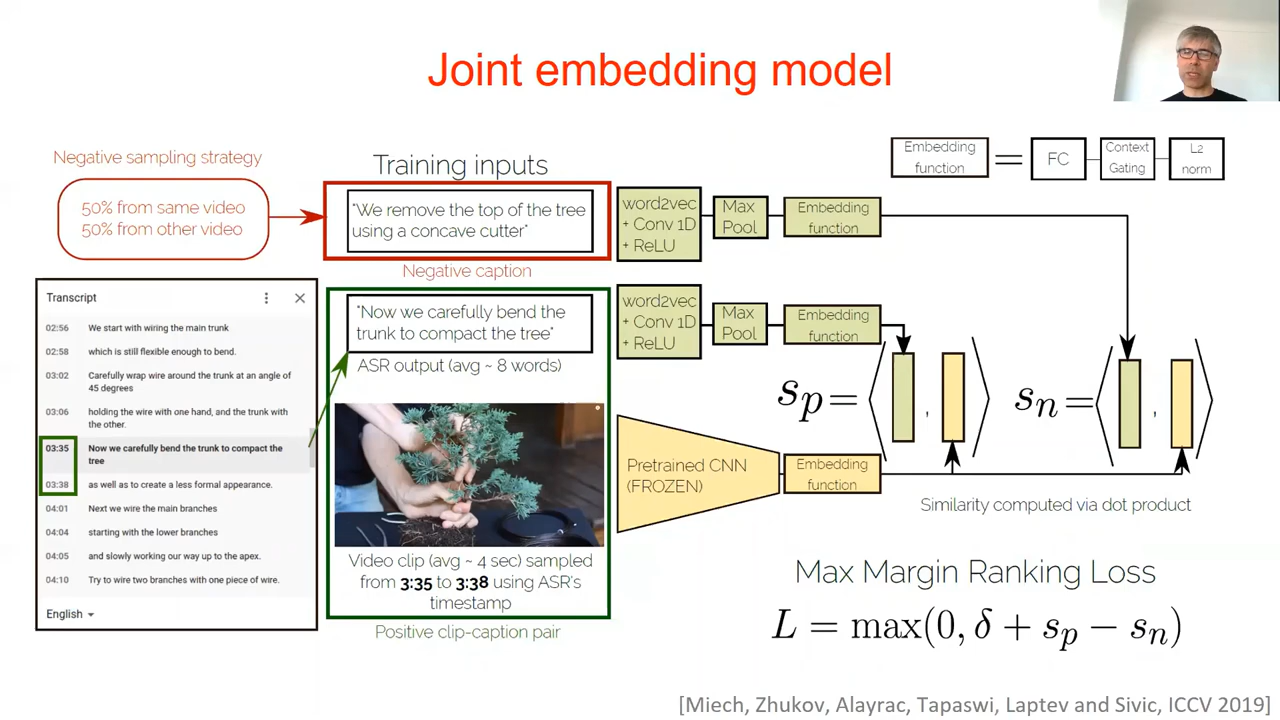 Joint embedding model
Negative sampling strategy
50% from same video
50% from other video
Training inputs
"We remove the top of the tree
using a concave cutter"
Negative caption
word2vec
+ Conv 1D
+ ReLU
Max
Pool
Embedding
function
Embedding
function
=
FC
Context
Gating
L2
norm
Transcript
02:56 We start with wiring the main trunk
02:58 which is still flexible enough to bend.
03:02 Carefully wrap wire around the trunk at an angle of
45 degrees
03:06 holding the wire with one hand, and the trunk with
the other.
03:35 Now we carefully bend the trunk to compact the
tree
03:38 as well as to create a less formal appearance.
04:01 Next we wire the main branches
04:04 starting with the lower branches
04:05 and slowly working our way up to the apex.
04:10 Try to wire two branches with one piece of wire.
English
"Now we carefully bend the
trunk to compact the tree"
ASR output (avg ~ 8 words)
Video clip (avg ~ 4 sec) sampled
from 3:35 to 3:38 using ASR's
timestamp
Positive clip-caption pair
word2vec
+ Conv 1D
+ ReLU
Max
Pool
Embedding
function
Pretrained CNN
(FROZEN)
Embedding
function
sₚ = ⟨ , ⟩
sₙ = ⟨ , ⟩
Similarity computed via dot product
Max Margin Ranking Loss
L = max(0, δ + sₚ − sₙ)
[Miech, Zhukov, Alayrac, Tapaswi, Laptev and Sivic, ICCV 2019]